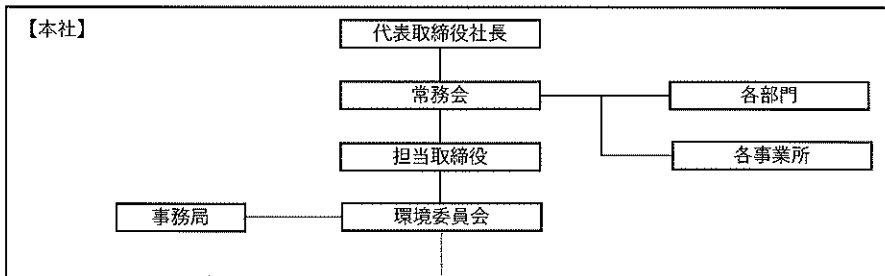 【本社】
代表取締役社長
常務会
各部門
担当取締役
各事業所
事務局
環境委員会